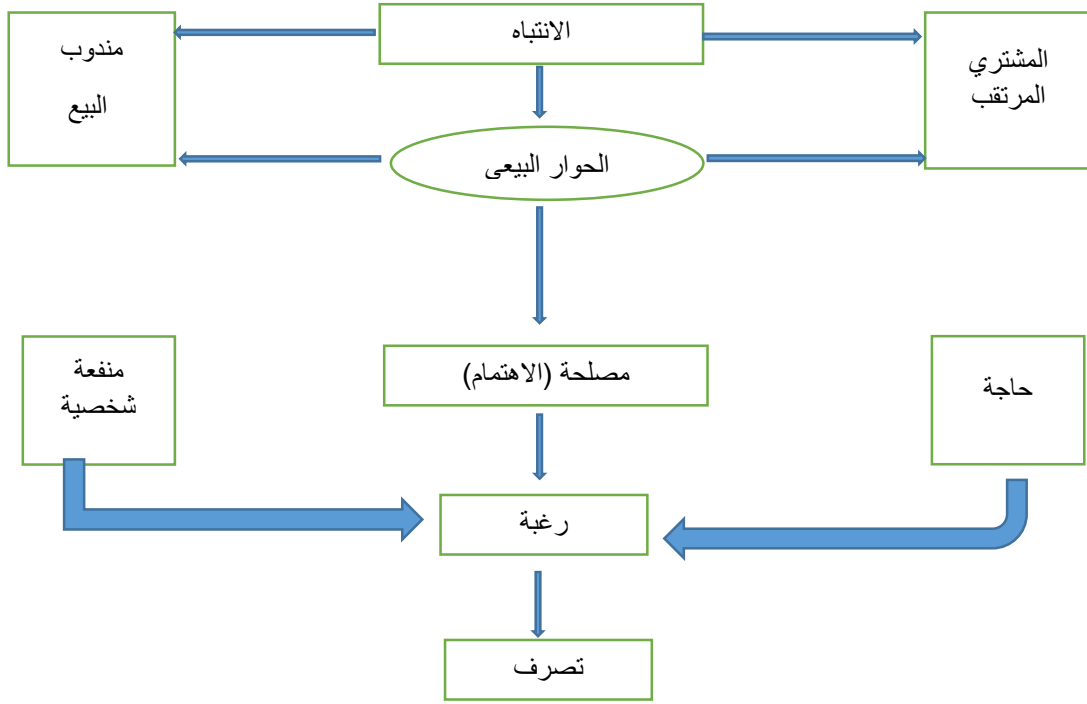 الانتباه
المشتري
المرتقب
مندوب
البيع
الحوار البيعى
مصلحة (الاهتمام)
حاجة
منفعة
شخصية
رغبة
تصرف